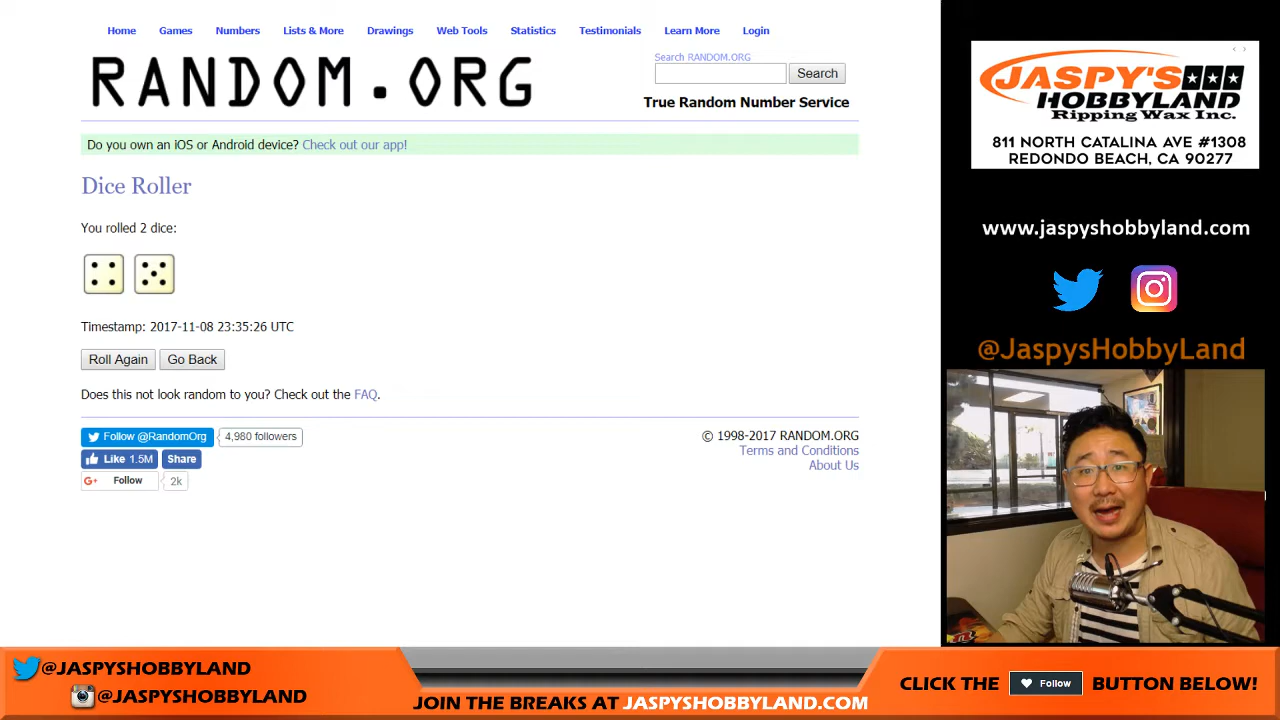 Home Games Numbers Lists & More Drawings Web Tools Statistics Testimonials Learn More Login
RANDOM.ORG
Search RANDOM.ORG
Search
True Random Number Service
Do you own an iOS or Android device? Check out our app!
Dice Roller
You rolled 2 dice:
Timestamp: 2017-11-08 23:35:26 UTC
Roll Again Go Back
Does this not look random to you? Check out the FAQ.
Follow @RandomOrg 4,980 followers
Like 1.5M Share
G+ Follow 2k
© 1998-2017 RANDOM.ORG
Terms and Conditions
About Us
JASPY'S
HOBBYLAND
Ripping Wax Inc.
811 NORTH CATALINA AVE #1308
REDONDO BEACH, CA 90277
www.jaspyshobbyland.com
@JaspysHobbyLand
@JASPYSHOBBYLAND
@JASPYSHOBBYLAND
JOIN THE BREAKS AT JASPYSHOBBYLAND.COM
CLICK THE Follow BUTTON BELOW!